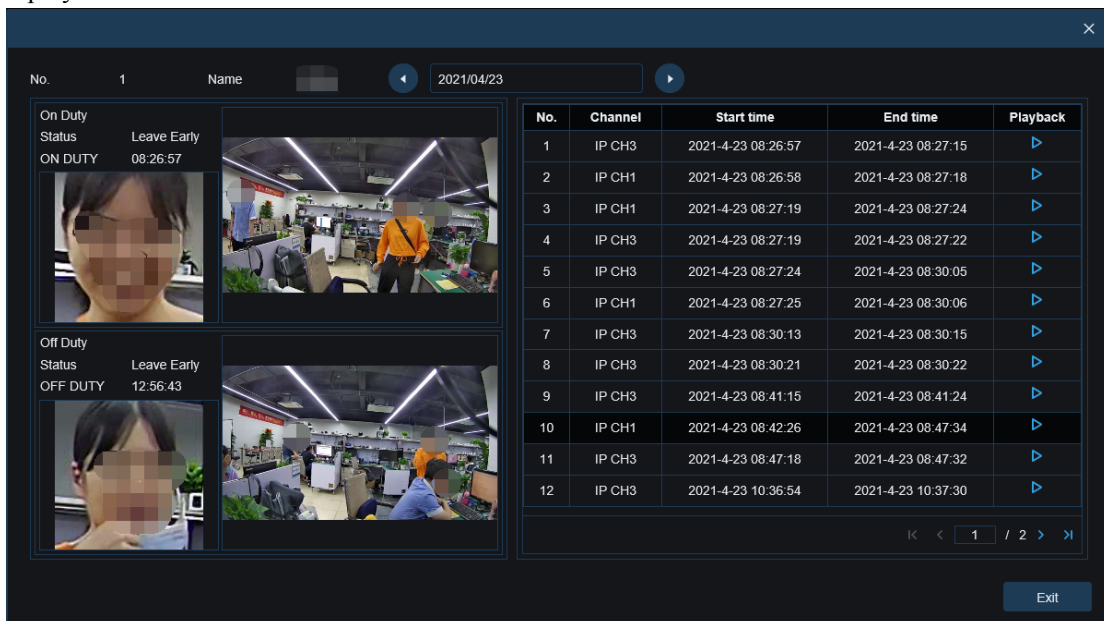 No. 1 Name 2021/04/23
On Duty
Status Leave Early
ON DUTY 08:26:57
Off Duty
Status Leave Early
OFF DUTY 12:56:43
No. Channel Start time End time Playback
1 IP CH3 2021-4-23 08:26:57 2021-4-23 08:27:15
2 IP CH1 2021-4-23 08:26:58 2021-4-23 08:27:18
3 IP CH1 2021-4-23 08:27:19 2021-4-23 08:27:24
4 IP CH3 2021-4-23 08:27:19 2021-4-23 08:27:22
5 IP CH3 2021-4-23 08:27:24 2021-4-23 08:30:05
6 IP CH1 2021-4-23 08:27:25 2021-4-23 08:30:06
7 IP CH3 2021-4-23 08:30:13 2021-4-23 08:30:15
8 IP CH3 2021-4-23 08:30:21 2021-4-23 08:30:22
9 IP CH3 2021-4-23 08:41:15 2021-4-23 08:41:24
10 IP CH1 2021-4-23 08:42:26 2021-4-23 08:47:34
11 IP CH3 2021-4-23 08:47:18 2021-4-23 08:47:32
12 IP CH3 2021-4-23 10:36:54 2021-4-23 10:37:30
1 / 2
Exit